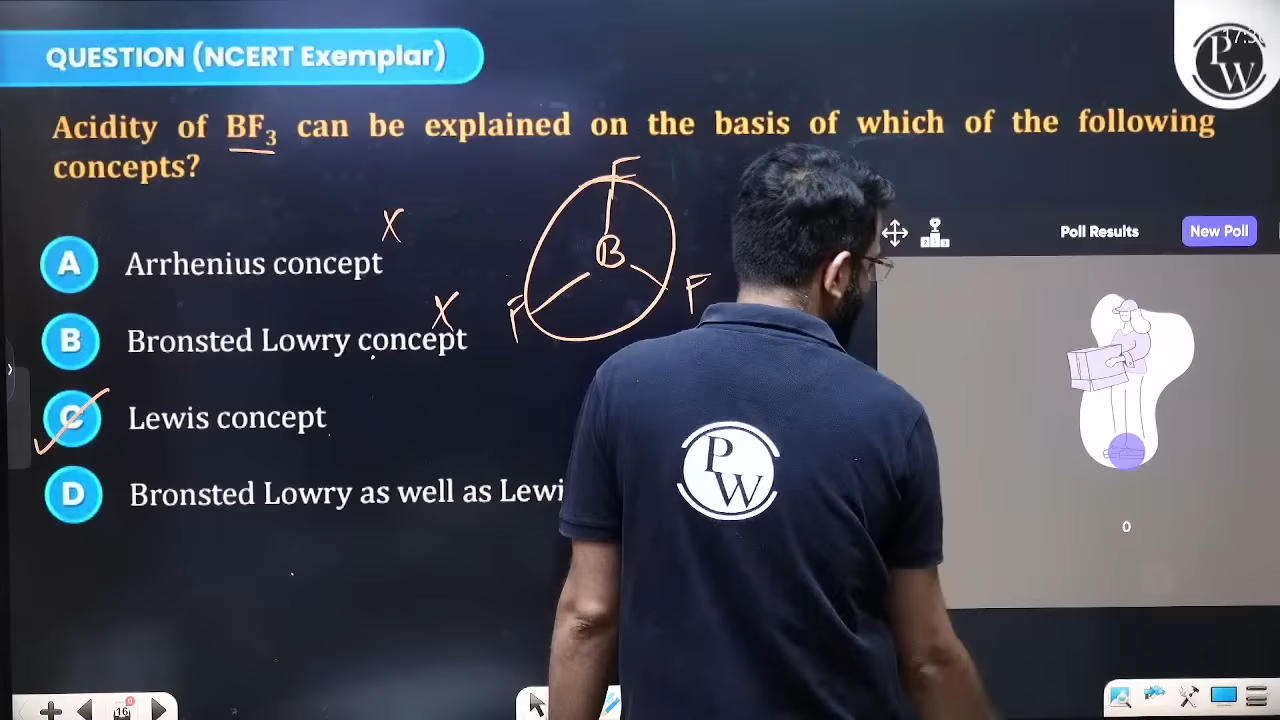 QUESTION (NCERT Exemplar)
PW
Acidity of BF₃ can be explained on the basis of which of the following
concepts?
A Arrhenius concept X
B Bronsted Lowry concept X
C Lewis concept
D Bronsted Lowry as well as Lewi
F
B
F F
Poll Results
New Poll
0
PW
16